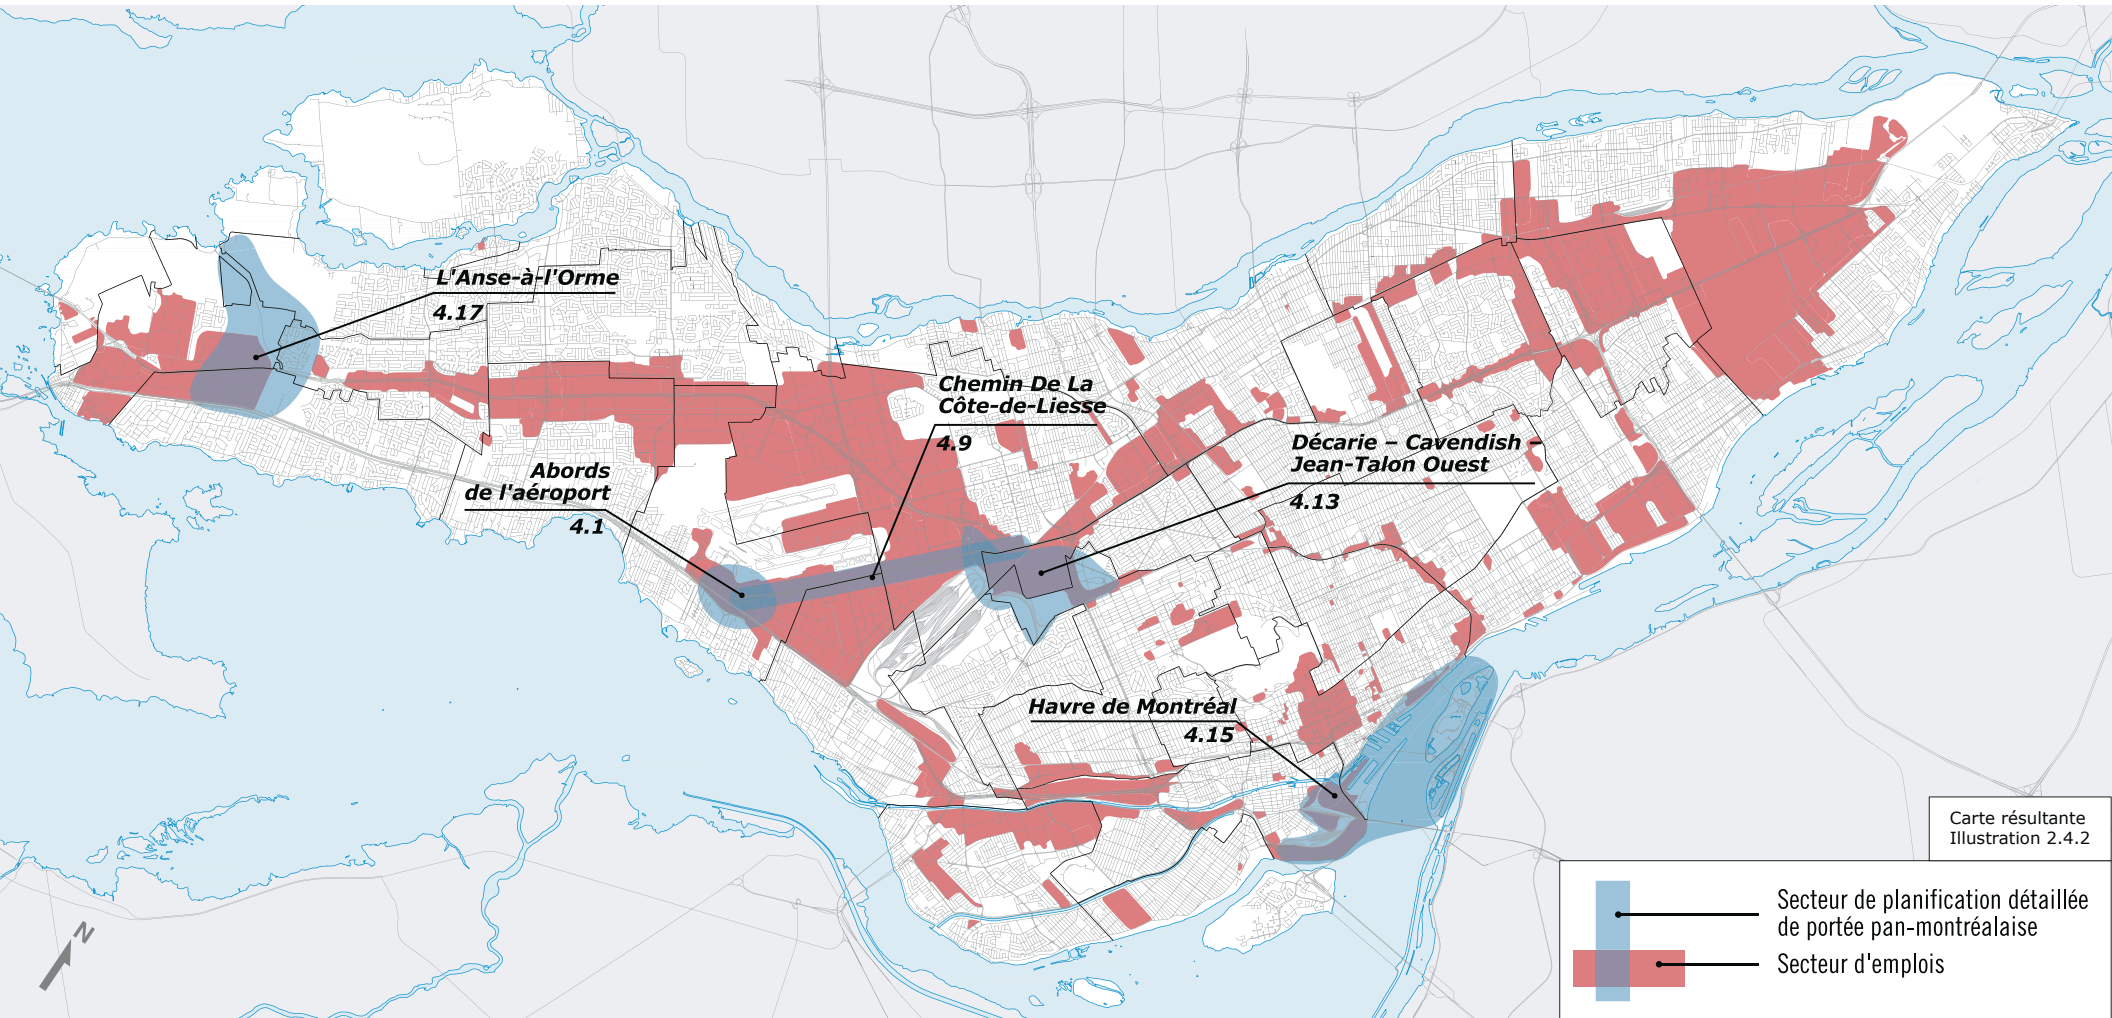 L'Anse-à-l'Orme
4.17
Chemin De La
Côte-de-Liesse
4.9
Décarie – Cavendish –
Jean-Talon Ouest
4.13
Abords
de l'aéroport
4.1
Havre de Montréal
4.15
Carte résultante
Illustration 2.4.2
Secteur de planification détaillée
de portée pan-montréalaise
Secteur d'emplois
N